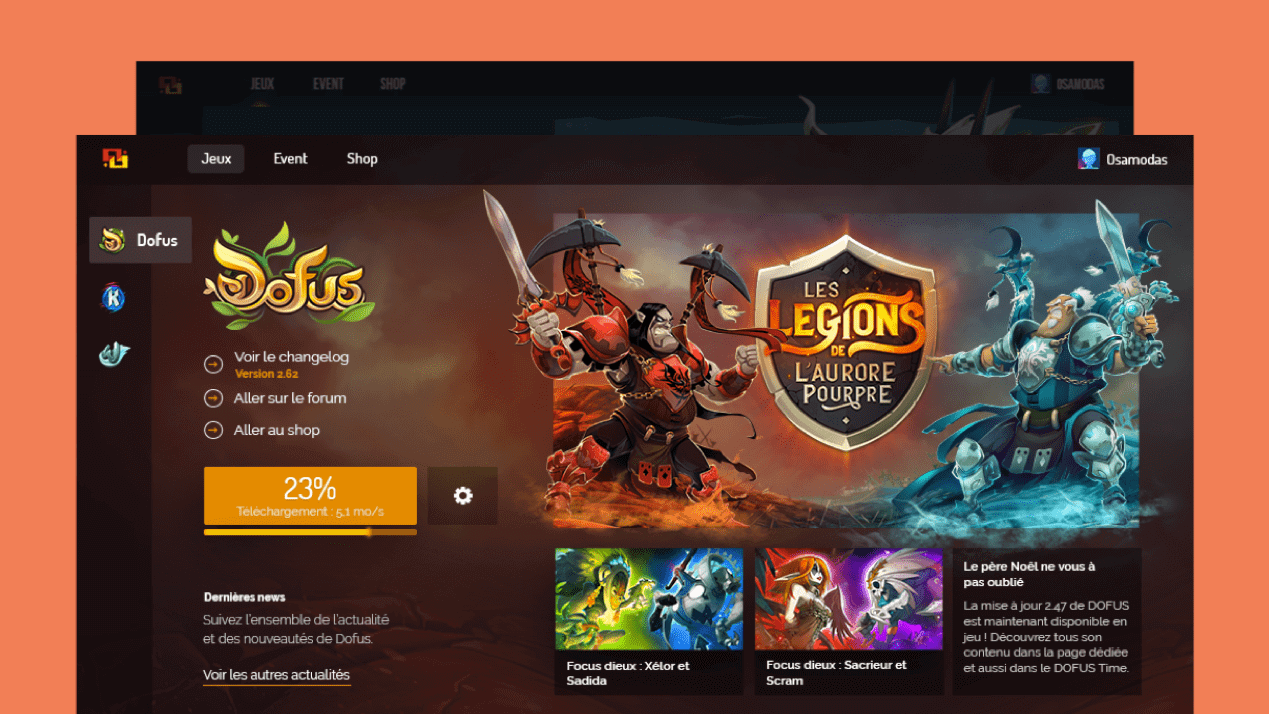 JEUX EVENT SHOP OSAMODAS
Jeux Event Shop Osamodas
Dofus
K
Dofus
Voir le changelog
Version 2.62
Aller sur le forum
Aller au shop
23%
Téléchargement : 5,1 mo/s
Dernières news
Suivez l'ensemble de l'actualité
et des nouveautés de Dofus.
Voir les autres actualités
LES
LEGIONS
DE
L'AURORE
POURPRE
Focus dieux : Xélor et
Sadida
Focus dieux : Sacrieur et
Scram
Le père Noël ne vous à
pas oublié
La mise à jour 2.47 de DOFUS
est maintenant disponible en
jeu ! Découvrez tous son
contenu dans la page dédiée
et aussi dans le DOFUS Time.